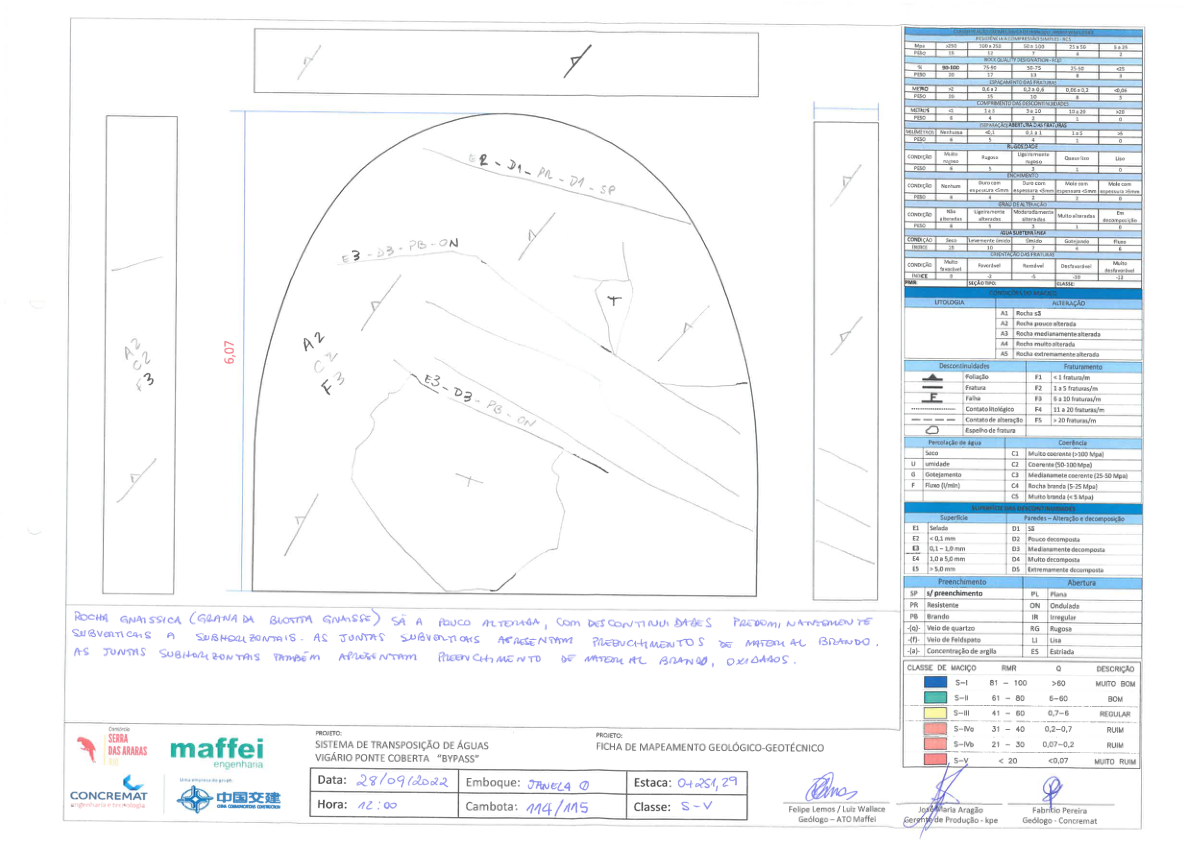 E2 - D1 - PR - D1 - SP
E3 - D3 - PB - ON
A2
C2
F3
A2
C2
F3
6,07
E3 - D3 - PB - ON
ROCHA GNAISSICA (GRANADA BIOTITA GNAISSE) SÃ A POUCO ALTERADA, COM DESCONTINUIDADES PREDOMINANTEMENTE
SUBVERTICAIS A SUBHORIZONTAIS. AS JUNTAS SUBVERTICAIS APRESENTAM PREENCHIMENTOS DE MATERIAL BRANDO.
AS JUNTAS SUBHORIZONTAIS TAMBÉM APRESENTAM PREENCHIMENTO DE MATERIAL BRANDO, OXIDADOS.
RESISTÊNCIA A COMPRESSÃO SIMPLES - RCS
Mpa >250 100 a 250 50 a 100 25 a 50 5 a 25
PESO 15 12 7 4 2
ROCK QUALITY DESIGNATION - RQD
% 90-100 75-90 50-75 25-50 <25
PESO 20 17 13 8 3
ESPAÇAMENTO DAS FRATURAS
METRO >2 0,6 a 2 0,2 a 0,6 0,06 a 0,2 <0,06
PESO 20 15 10 8 5
COMPRIMENTO DAS DESCONTINUIDADES
METROS <1 1 a 3 3 a 10 10 a 20 >20
PESO 6 4 2 1 0
SEPARAÇÃO/ABERTURA DAS FRATURAS
MILÍMETROS Nenhuma <0,1 0,1 a 1 1 a 5 >5
PESO 6 5 4 1 0
RUGOSIDADE
CONDIÇÃO Muito rugoso Rugoso Ligeiramente rugoso Quase liso Liso
PESO 6 5 3 1 0
ENCHIMENTO
CONDIÇÃO Nenhum Duro com espessura <5mm Duro com espessura >5mm Mole com espessura <5mm Mole com espessura >5mm
PESO 6 4 2 2 0
GRAU DE ALTERAÇÃO
CONDIÇÃO Não alteradas Ligeiramente alteradas Moderadamente alteradas Muito alteradas Em decomposição
PESO 6 5 3 1 0
ÁGUA SUBTERRÂNEA
CONDIÇÃO Seco Levemente úmido Úmido Gotejando Fluxo
ÍNDICE 15 10 7 4 0
ORIENTAÇÃO DAS FRATURAS
CONDIÇÃO Muito favorável Favorável Razoável Desfavorável Muito desfavorável
ÍNDICE 0 -2 -5 -10 -12
RMR: SEÇÃO TIPO: CLASSE:
CONDIÇÕES DO MACIÇO
LITOLOGIA ALTERAÇÃO
A1 Rocha sã
A2 Rocha pouco alterada
A3 Rocha medianamente alterada
A4 Rocha muito alterada
A5 Rocha extremamente alterada
Descontinuidades Fraturamento
Foliação F1 < 1 fratura/m
Fratura F2 1 a 5 fraturas/m
F Falha F3 6 a 10 fraturas/m
Contato litológico F4 11 a 20 fraturas/m
Contato de alteração F5 > 20 fraturas/m
Espelho de fratura
Percolação de água Coerência
Seco C1 Muito coerente (>100 Mpa)
U umidade C2 Coerente (50-100 Mpa)
G Gotejamento C3 Medianamente coerente (25-50 Mpa)
F Fluxo (l/min) C4 Rocha branda (5-25 Mpa)
C5 Muito branda (< 5 Mpa)
SUPERFÍCIE DAS DESCONTINUIDADES
Superfície Paredes – Alteração e decomposição
E1 Selada D1 Sã
E2 < 0,1 mm D2 Pouco decomposta
E3 0,1 – 1,0 mm D3 Medianamente decomposta
E4 1,0 a 5,0 mm D4 Muito decomposta
E5 > 5,0 mm D5 Extremamente decomposta
Preenchimento Abertura
SP s/ preenchimento PL Plana
PR Resistente ON Ondulada
PB Brando IR Irregular
-(q)- Veio de quartzo RG Rugosa
-(f)- Veio de Feldspato LI Lisa
-(a)- Concentração de argila ES Estriada
CLASSE DE MACIÇO RMR Q DESCRIÇÃO
S-I 81 – 100 >60 MUITO BOM
S-II 61 – 80 6-60 BOM
S-III 41 – 60 0,7-6 REGULAR
S-IVa 31 – 40 0,2-0,7 RUIM
S-IVb 21 – 30 0,07-0,2 RUIM
S-V < 20 <0,07 MUITO RUIM
Consórcio
SERRA
DAS ARARAS
maffei
engenharia
CONCREMAT
engenharia e tecnologia
Uma empresa do grupo:
中国交建
CHINA COMMUNICATIONS CONSTRUCTION
PROJETO:
SISTEMA DE TRANSPOSIÇÃO DE ÁGUAS
VIGÁRIO PONTE COBERTA "BYPASS"
PROJETO:
FICHA DE MAPEAMENTO GEOLÓGICO-GEOTÉCNICO
Data: 28/09/2022 Emboque: JANELA Estaca: 0+251,29
Hora: 12:00 Cambota: 114/115 Classe: S-V
Felipe Lemos / Luiz Wallace
Geólogo – ATO Maffei
José Maria Aragão
Gerente de Produção - kpe
Fabrício Pereira
Geólogo - Concremat